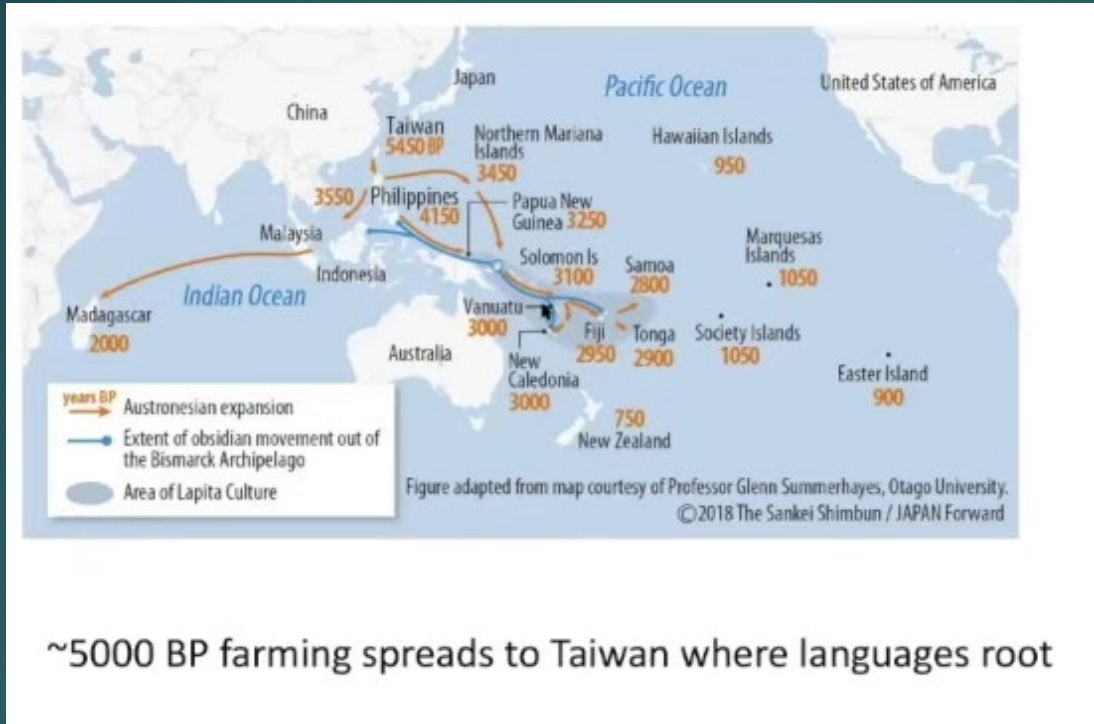 Japan
Pacific Ocean
United States of America
China
Taiwan
5450 BP
Northern Mariana
Islands
3450
Hawaiian Islands
950
3550
Philippines
4150
Papua New
Guinea 3250
Malaysia
Indonesia
Solomon Is
3100
Samoa
2800
Marquesas
Islands
1050
Indian Ocean
Madagascar
2000
Vanuatu
3000
Fiji
2950
Tonga
2900
Society Islands
1050
Australia
New
Caledonia
3000
Easter Island
900
750
New Zealand
years BP
Austronesian expansion
Extent of obsidian movement out of
the Bismarck Archipelago
Area of Lapita Culture
Figure adapted from map courtesy of Professor Glenn Summerhayes, Otago University.
©2018 The Sankei Shimbun / JAPAN Forward
~5000 BP farming spreads to Taiwan where languages root